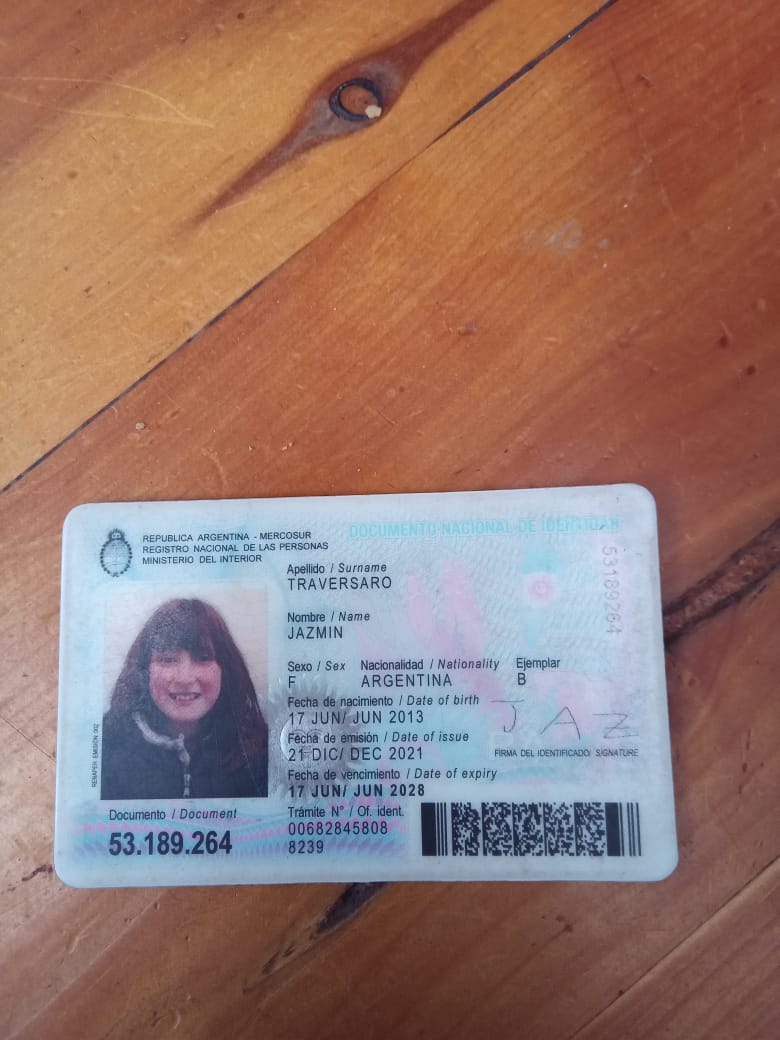 REPUBLICA ARGENTINA - MERCOSUR
REGISTRO NACIONAL DE LAS PERSONAS
MINISTERIO DEL INTERIOR
DOCUMENTO NACIONAL DE IDENTIDAD
Apellido / Surname
TRAVERSARO
Nombre / Name
JAZMIN
Sexo / Sex Nacionalidad / Nationality Ejemplar
F ARGENTINA B
Fecha de nacimiento / Date of birth
17 JUN/ JUN 2013
Fecha de emisión / Date of issue
21 DIC/ DEC 2021
Fecha de vencimiento / Date of expiry
17 JUN/ JUN 2028
JAZ
FIRMA DEL IDENTIFICADO/ SIGNATURE
Documento / Document
53.189.264
Trámite N° / Of. ident.
00682845808
8239
53189264
RENAPER EMISIÓN 002